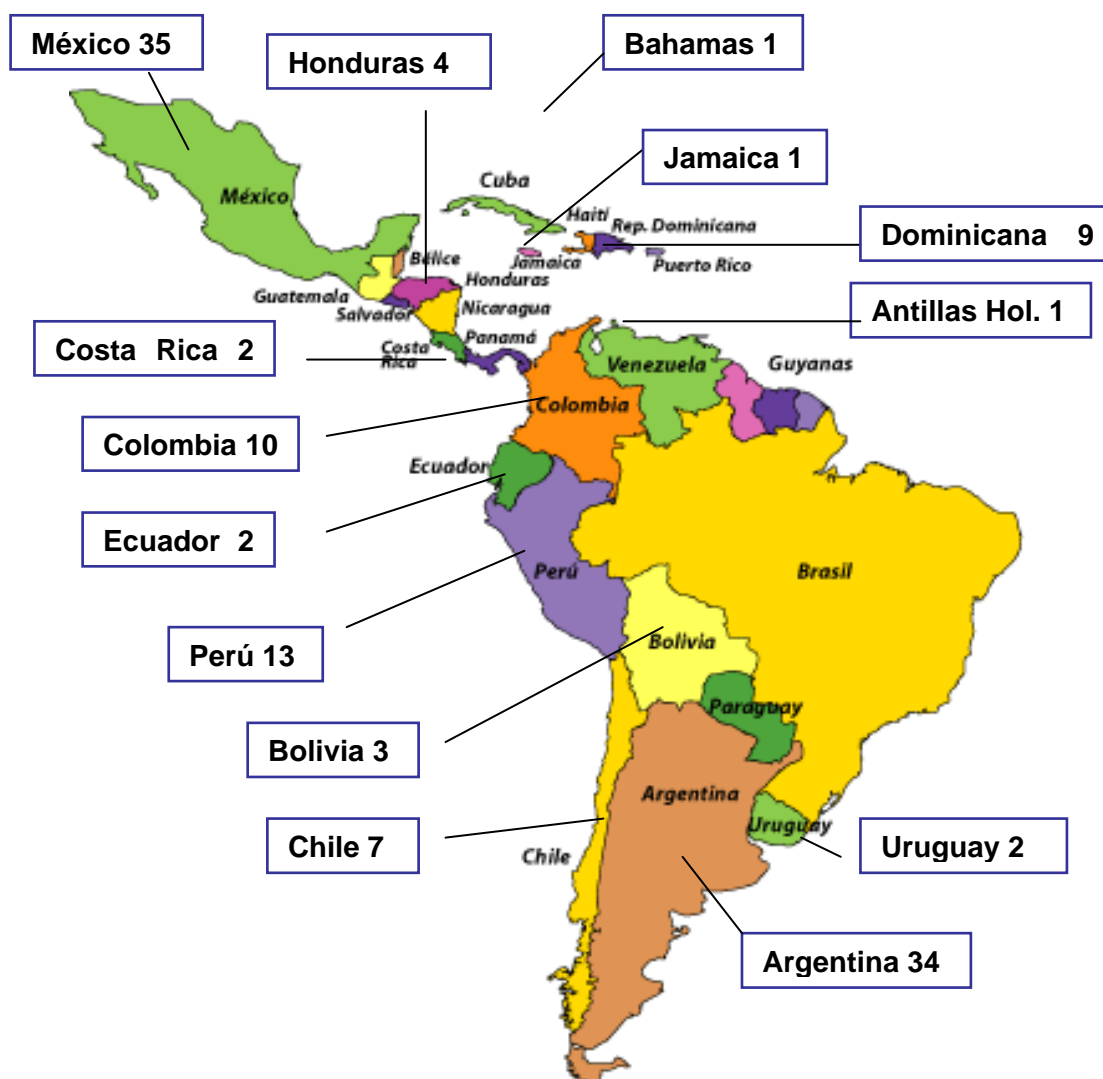 México 35
Honduras 4
Bahamas 1
Jamaica 1
Cuba
México
Haití
Rep. Dominicana
Dominicana 9
Bélice
Jamaica
Puerto Rico
Honduras
Guatemala
Salvador
Nicaragua
Antillas Hol. 1
Costa Rica 2
Costa
Rica
Panamá
Venezuela
Guyanas
Colombia
Colombia 10
Ecuador
Ecuador 2
Perú
Brasil
Perú 13
Bolivia
Paraguay
Bolivia 3
Argentina
Uruguay
Chile 7
Chile
Uruguay 2
Argentina 34